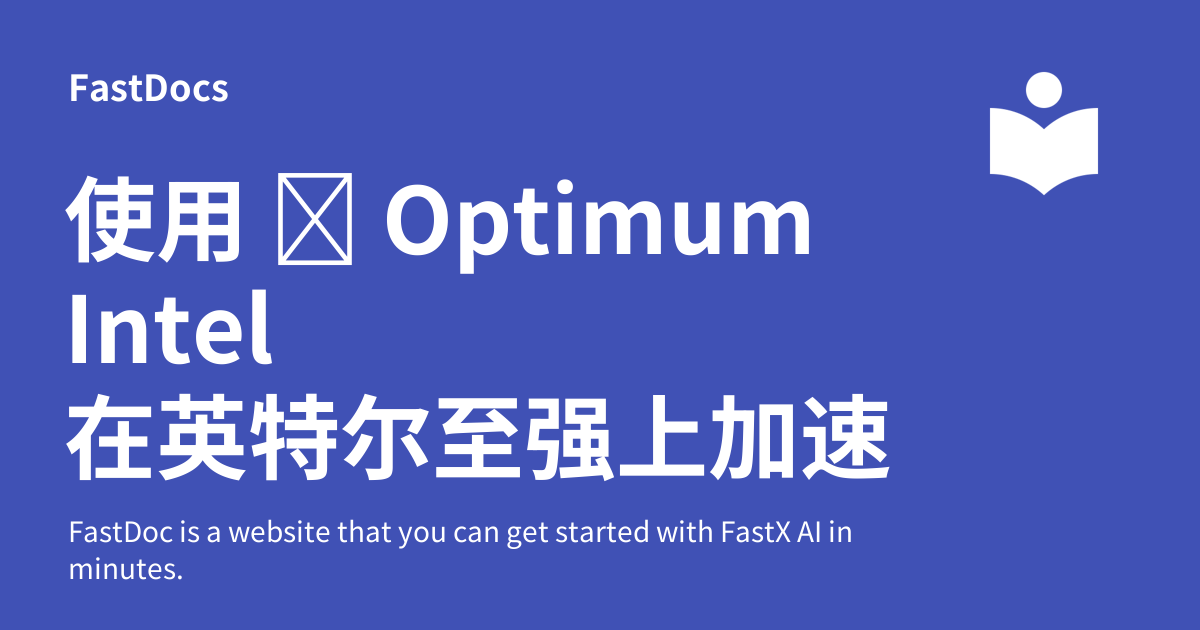 FastDocs
使用 Optimum
Intel
在英特尔至强上加速
FastDoc is a website that you can get started with FastX AI in
minutes.